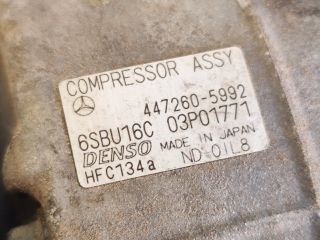 COMPRESSOR ASSY
447260-5992
6SBU16C 03P01771
DENSO MADE IN JAPAN
HFC134a ND-OIL8